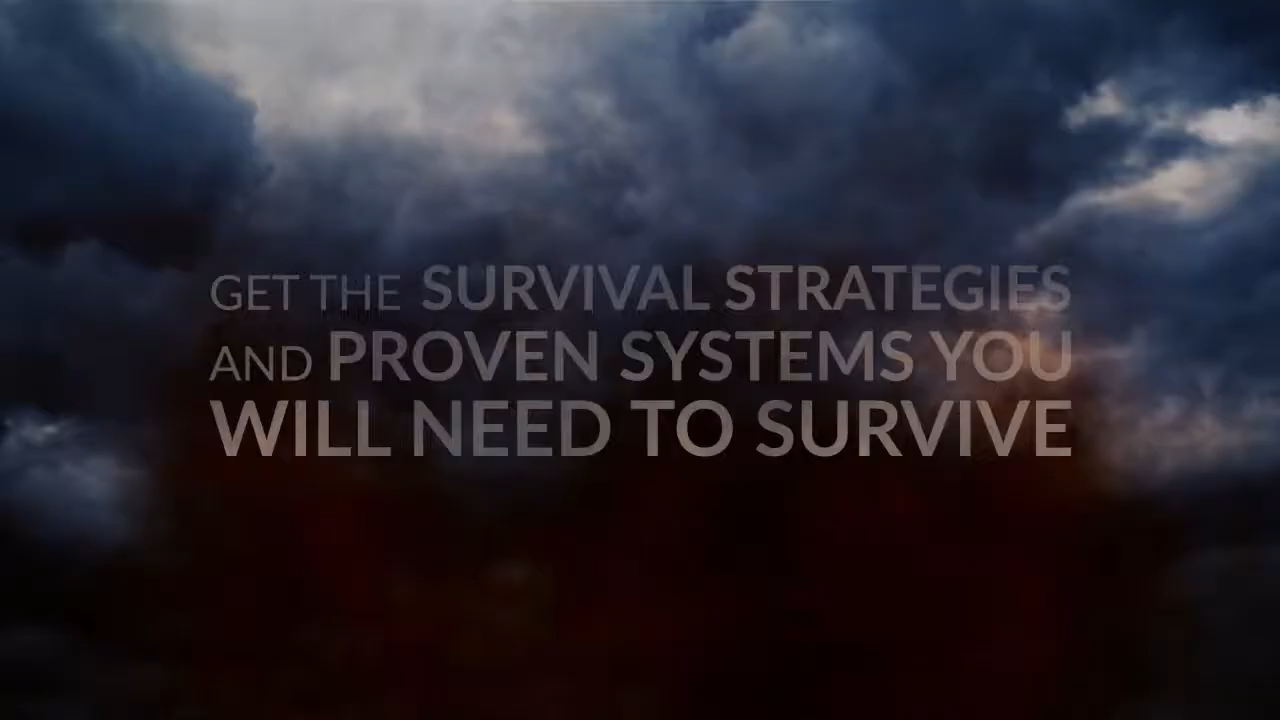 GET THE SURVIVAL STRATEGIES
AND PROVEN SYSTEMS YOU
WILL NEED TO SURVIVE